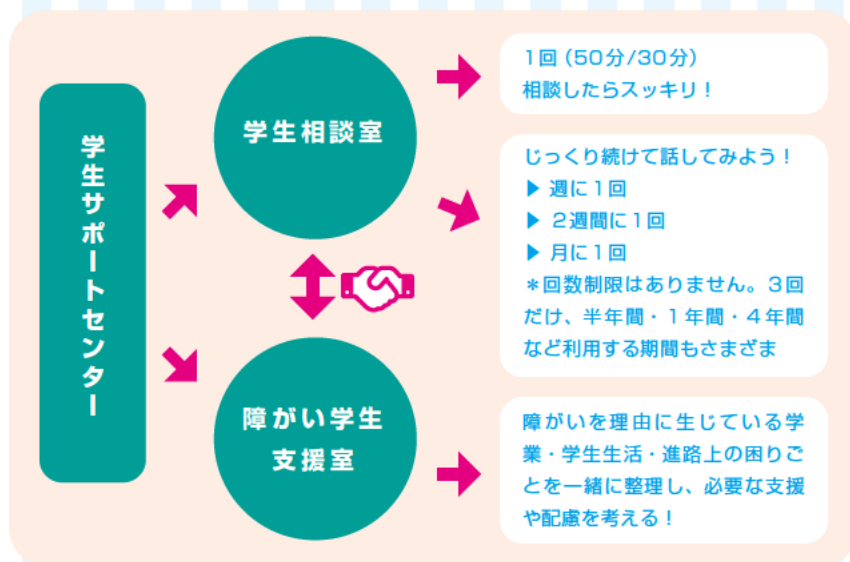 学生サポートセンター
学生相談室
1回（50分/30分）
相談したらスッキリ！
じっくり続けて話してみよう！
▶ 週に1回
▶ 2週間に1回
▶ 月に1回
＊回数制限はありません。3回
だけ、半年間・1年間・4年間
など利用する期間もさまざま
障がい学生
支援室
障がいを理由に生じている学
業・学生生活・進路上の困りご
とを一緒に整理し、必要な支援
や配慮を考える！